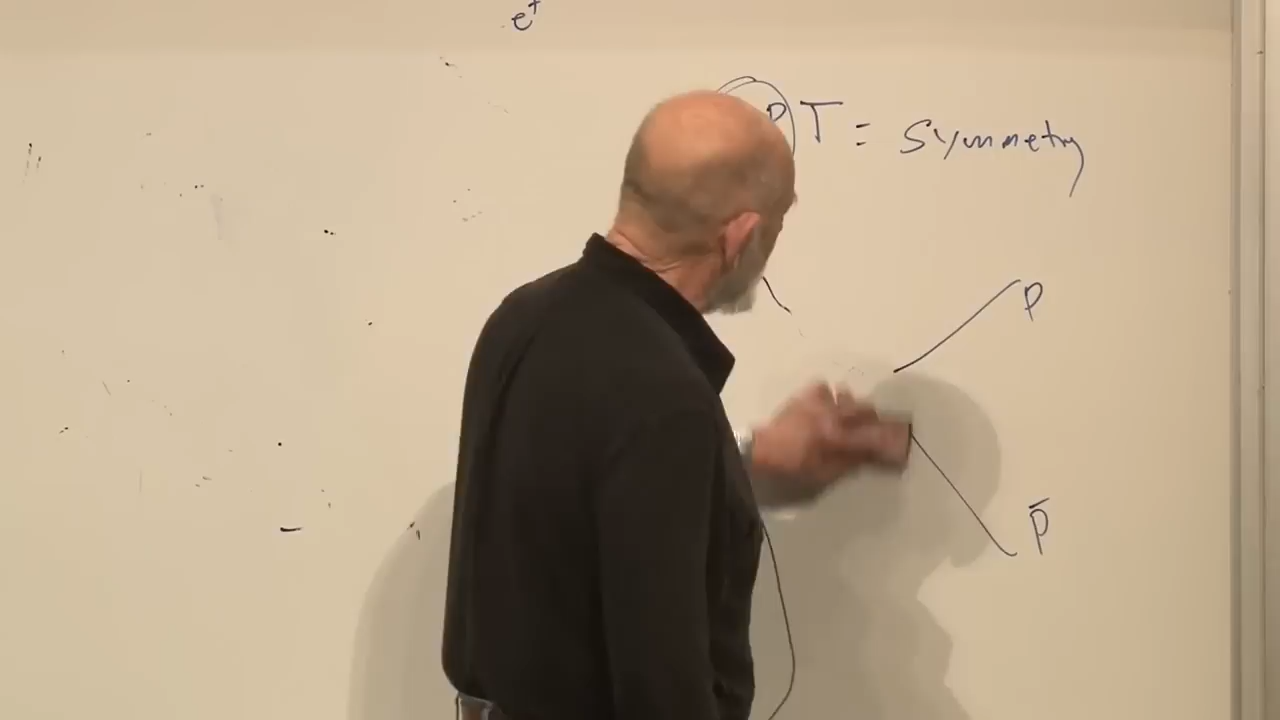 e⁺
P T = Symmetry
p
p̄